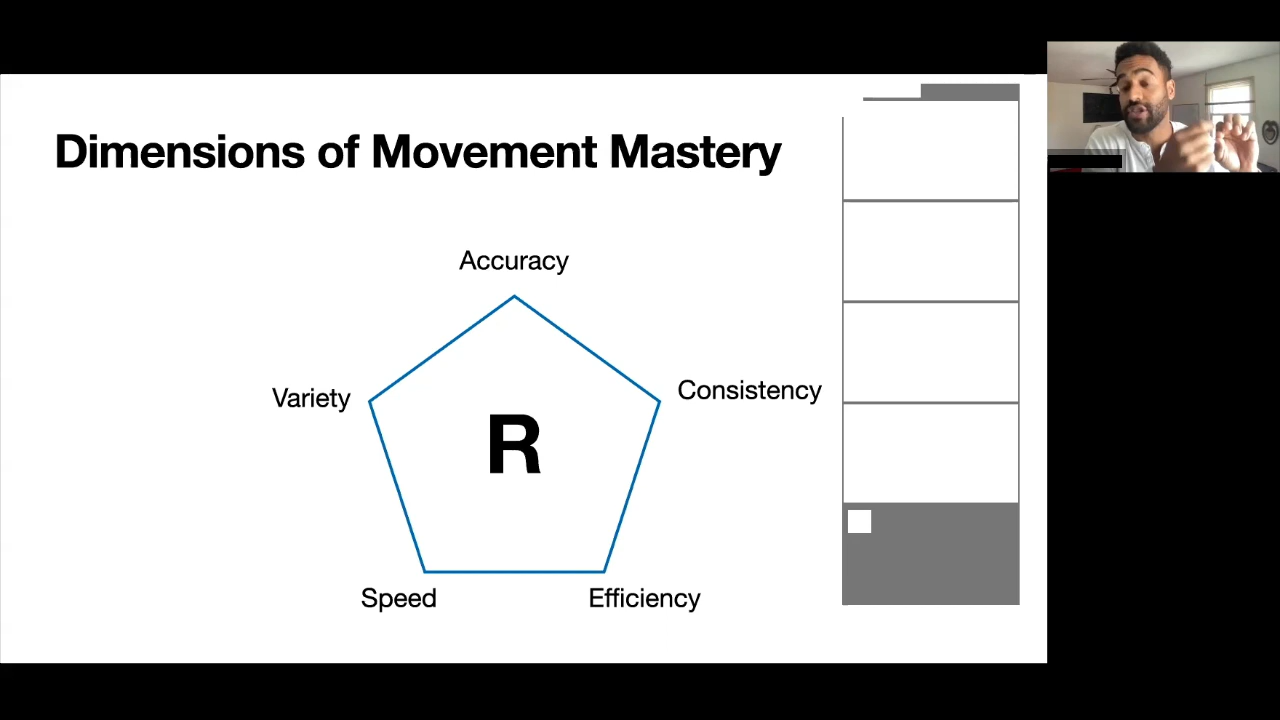 Dimensions of Movement Mastery
Accuracy
Variety
Consistency
R
Speed
Efficiency